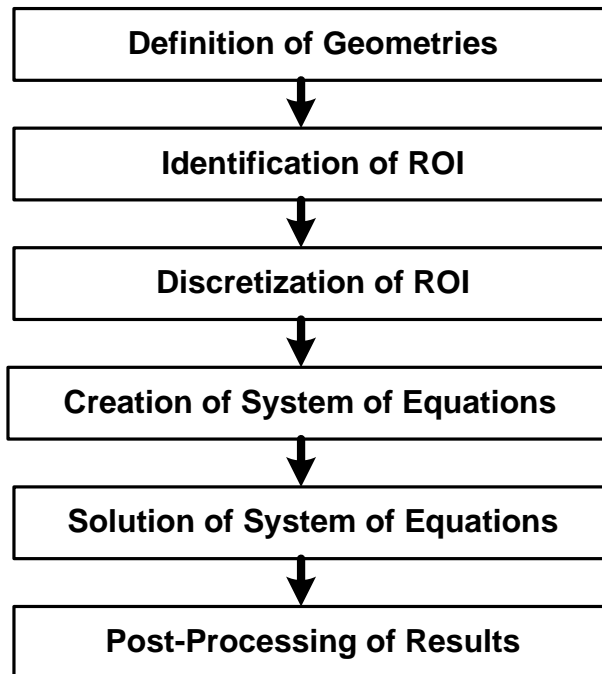 Definition of Geometries
Identification of ROI
Discretization of ROI
Creation of System of Equations
Solution of System of Equations
Post-Processing of Results